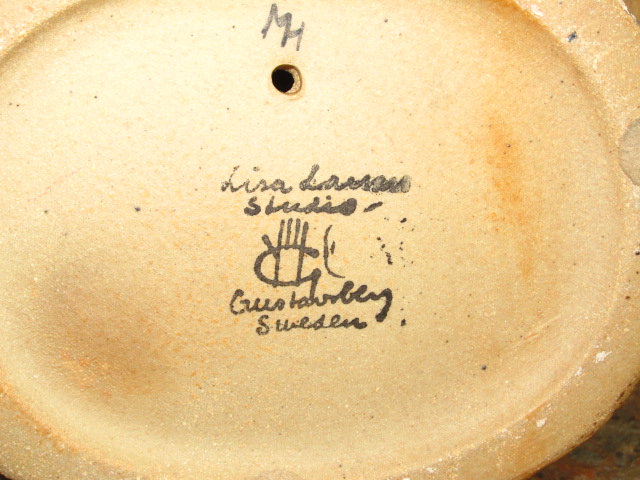 MH
Lisa Larson
Studio-
G
Gustavsberg
Sweden.